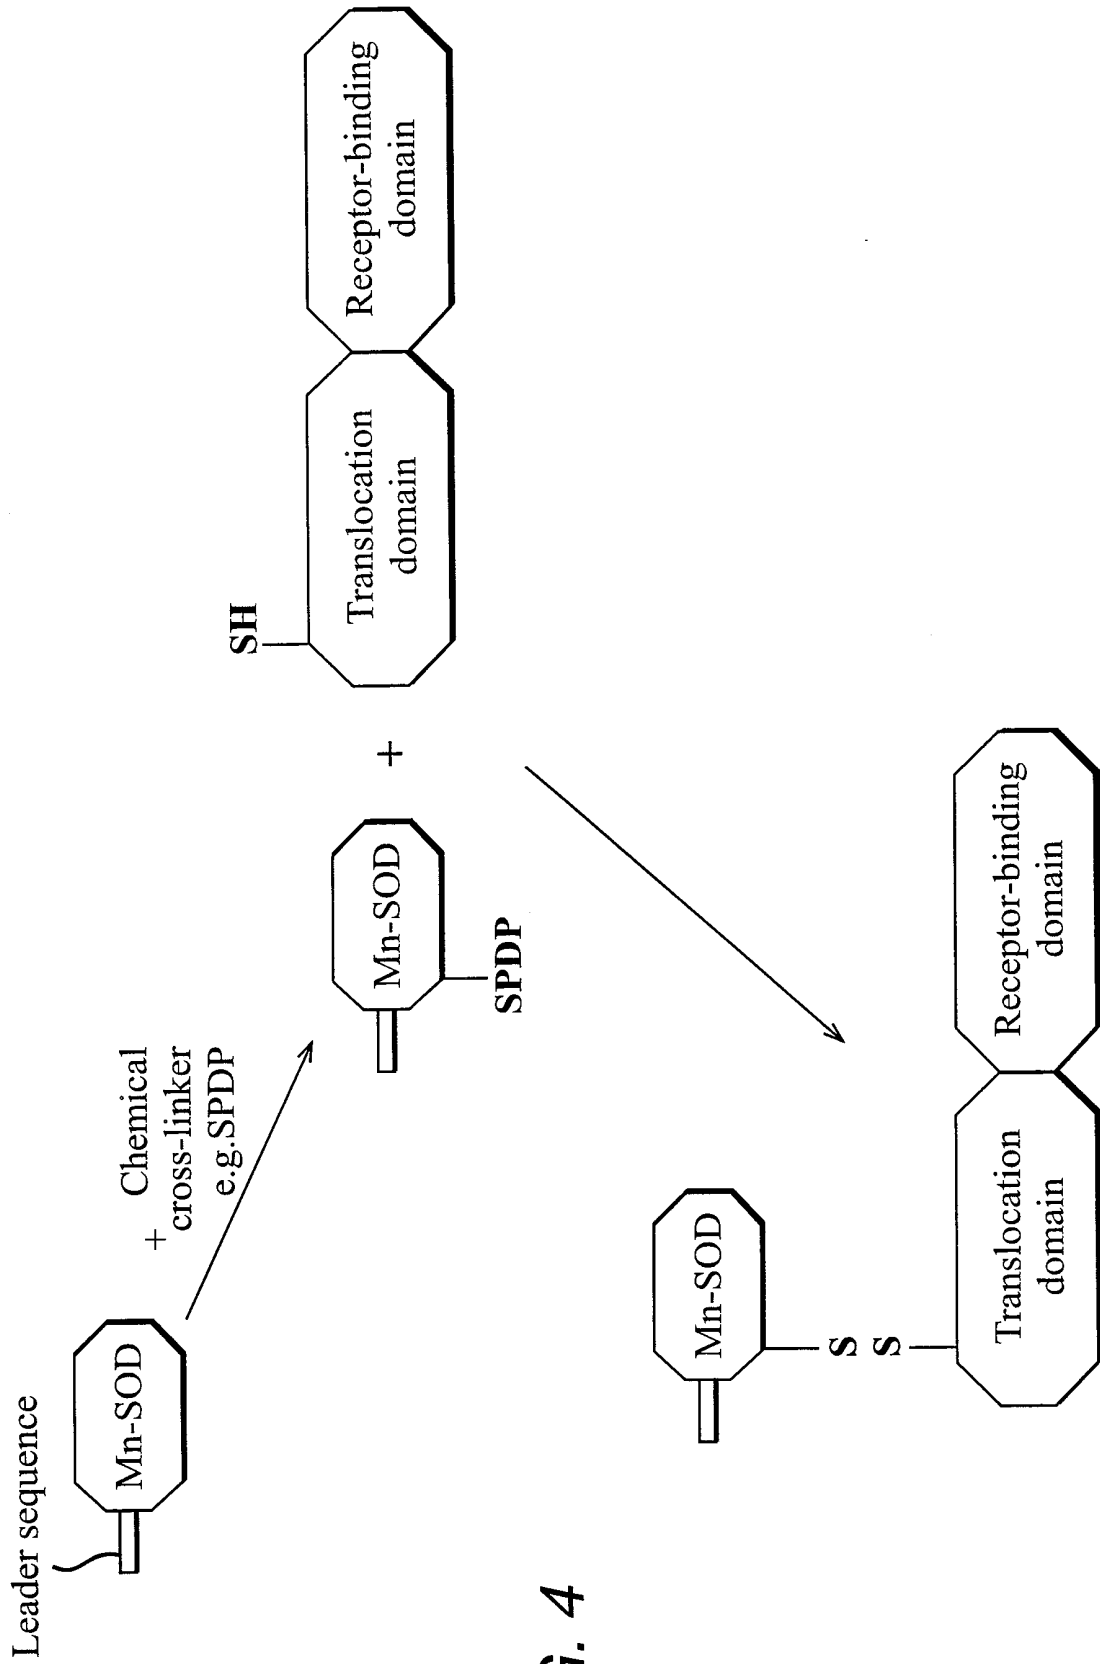 Leader sequence
Mn-SOD
+ Chemical
cross-linker
e.g.SPDP
Mn-SOD
SPDP
+
SH
Translocation
domain
Receptor-binding
domain
Mn-SOD
S
S
Translocation
domain
Receptor-binding
domain
4